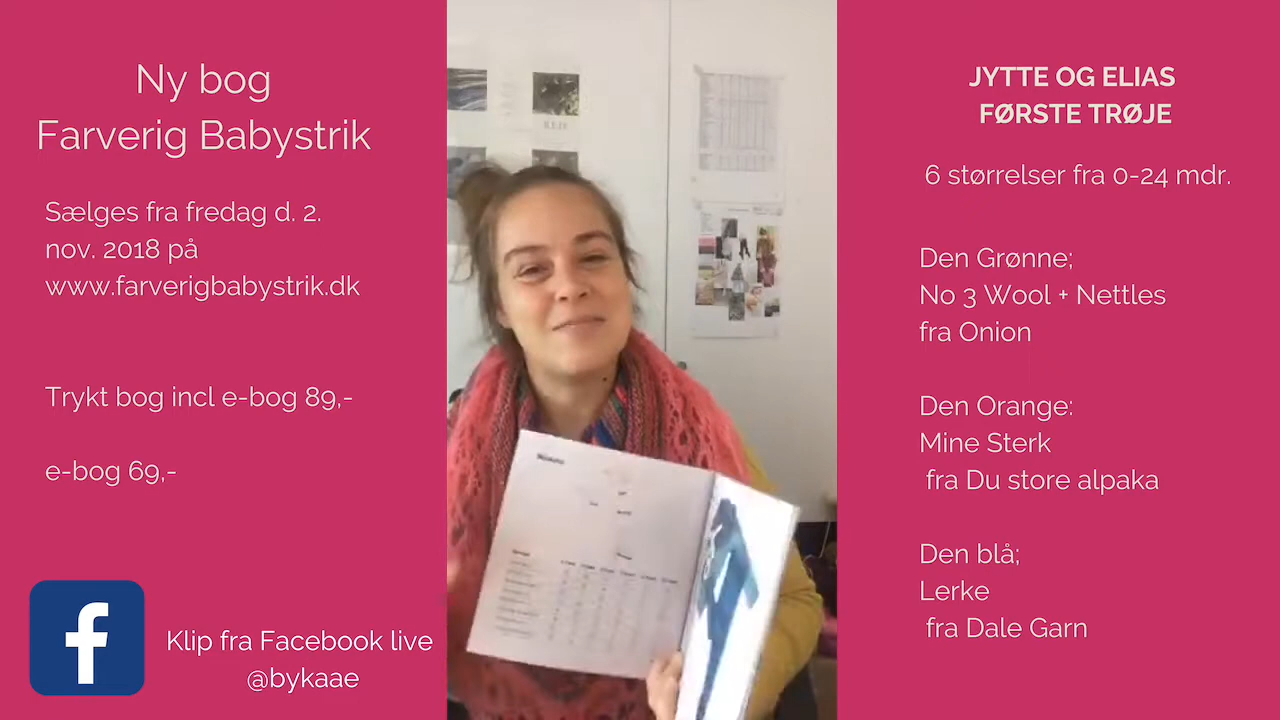 Ny bog
Farverig Babystrik
Sælges fra fredag d. 2.
nov. 2018 på
www.farverigbabystrik.dk
Trykt bog incl e-bog 89,-
e-bog 69,-
Klip fra Facebook live
@bykaae
JYTTE OG ELIAS
FØRSTE TRØJE
6 størrelser fra 0-24 mdr.
Den Grønne;
No 3 Wool + Nettles
fra Onion
Den Orange:
Mine Sterk
fra Du store alpaka
Den blå;
Lerke
fra Dale Garn